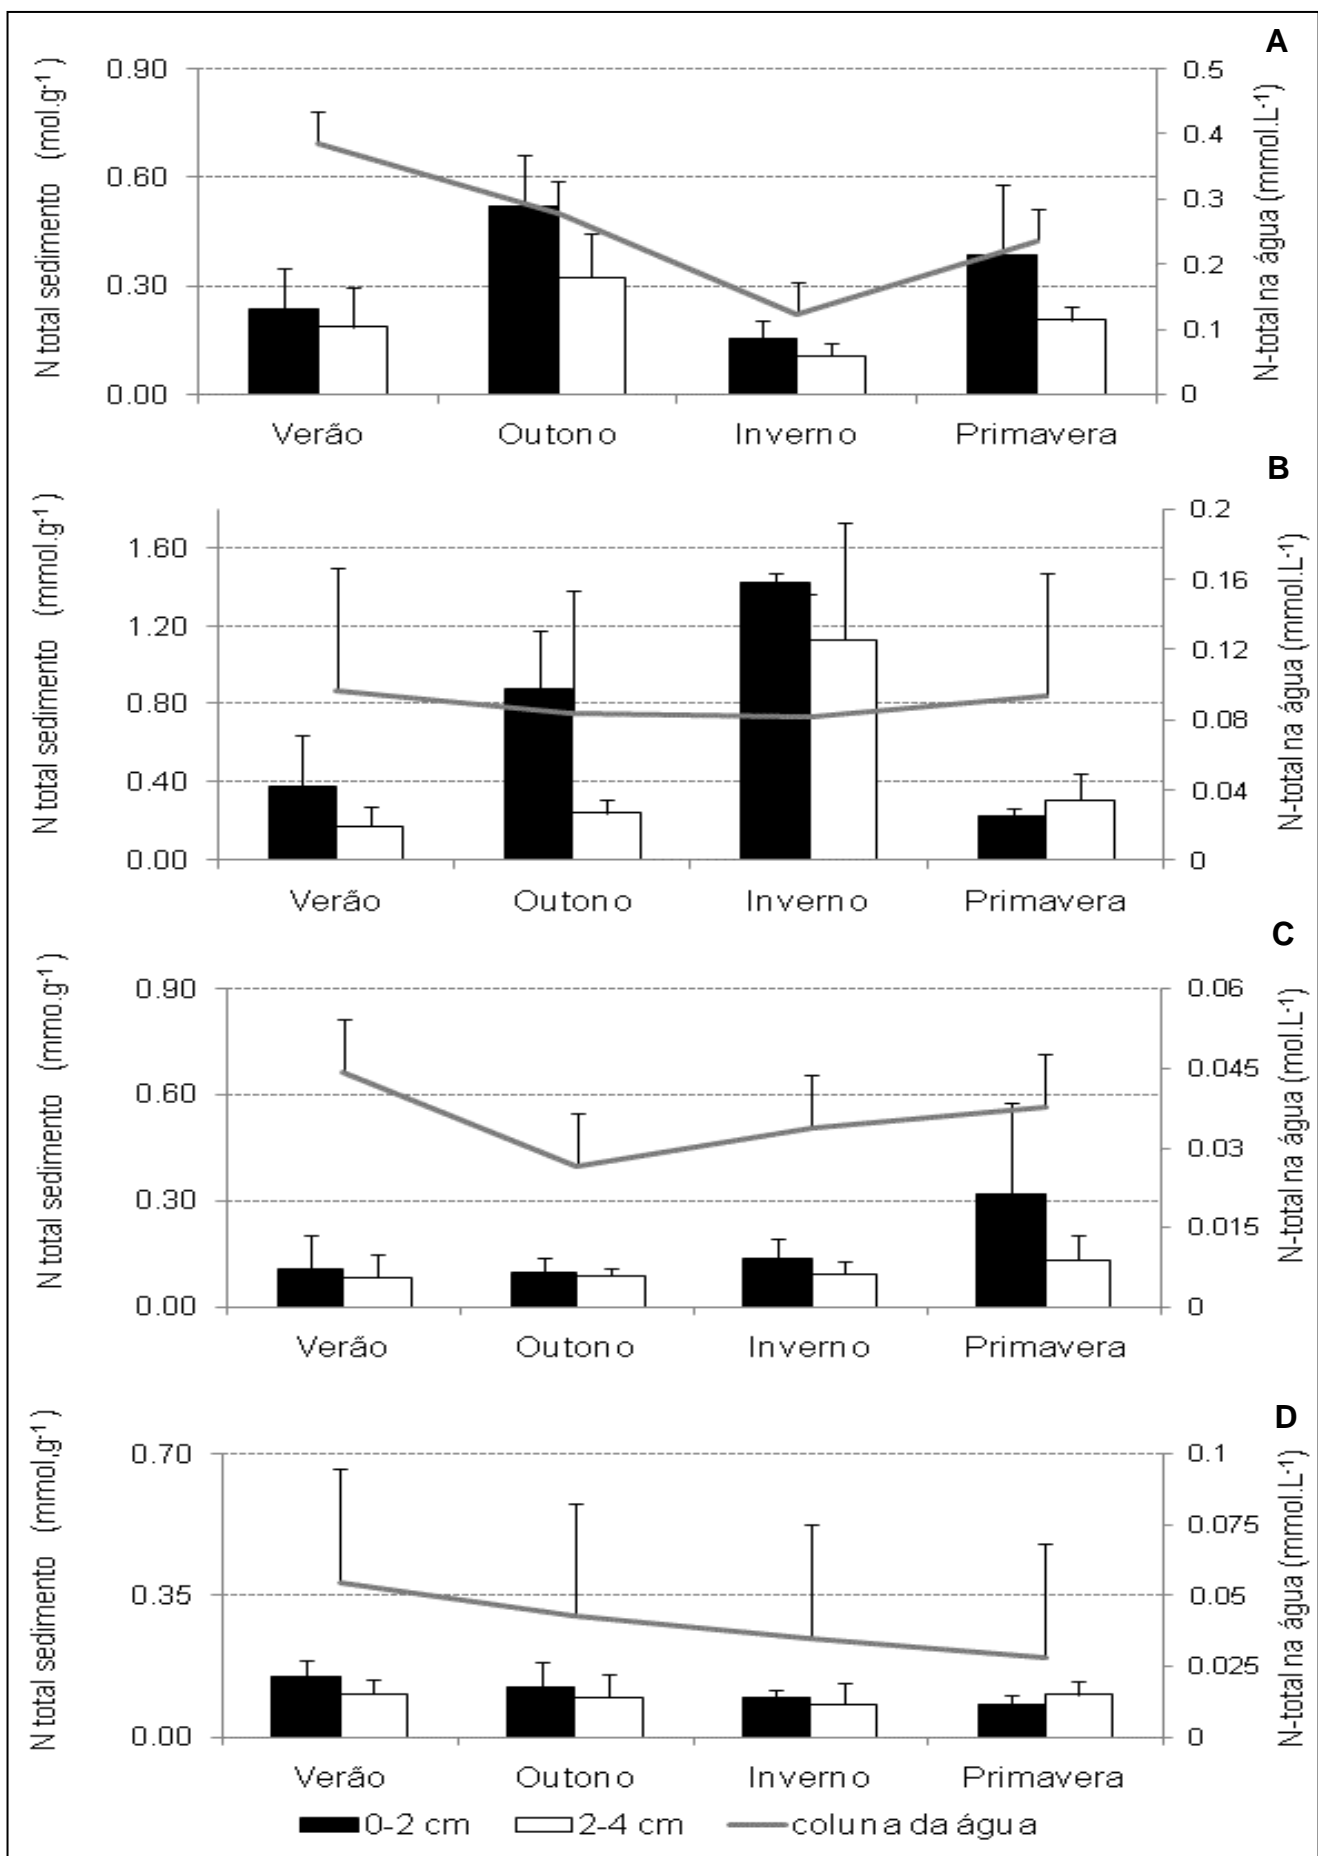 A
N total sedimento (mol.g-1)
0.90
0.60
0.30
0.00
0.5
0.4
0.3
0.2
0.1
0
N-total na água (mmol.L-1)
Verão Outono Inverno Primavera
B
N total sedimento (mmol.g-1)
1.60
1.20
0.80
0.40
0.00
0.2
0.16
0.12
0.08
0.04
0
N-total na água (mmol.L-1)
Verão Outono Inverno Primavera
C
N total sedimento (mmo.g-1)
0.90
0.60
0.30
0.00
0.06
0.045
0.03
0.015
0
N-total na água (mol.L-1)
Verão Outono Inverno Primavera
D
N total sedimento (mmol,g-1)
0.70
0.35
0.00
0.1
0.075
0.05
0.025
0
N-total na água (mmol.L-1)
Verão Outono Inverno Primavera
0-2 cm 2-4 cm coluna da água